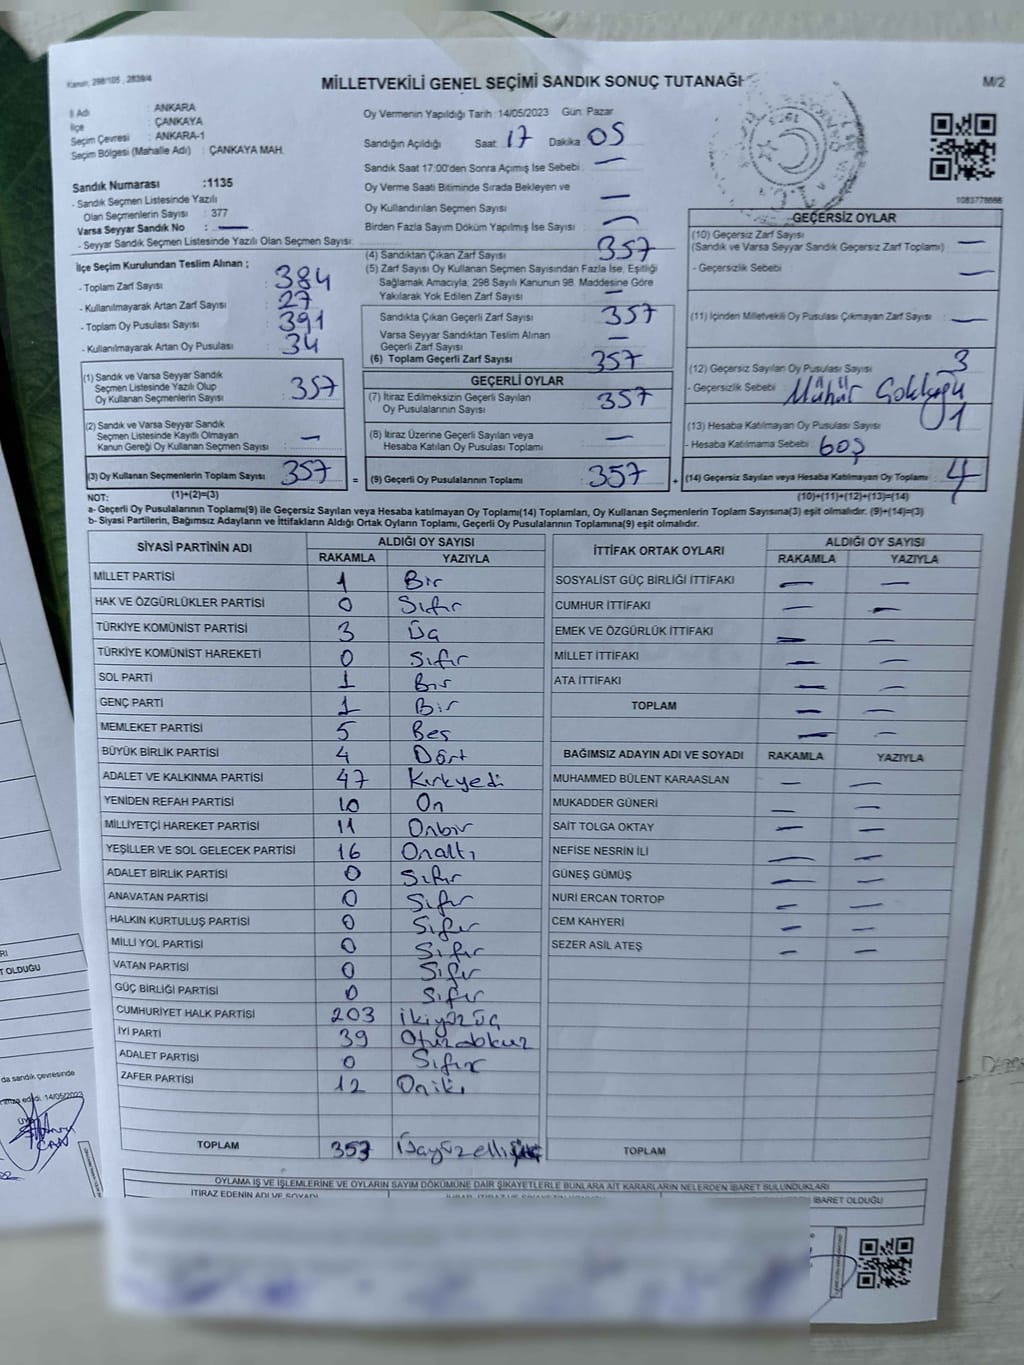 Kanun: 298/105 , 2839/4
MİLLETVEKİLİ GENEL SEÇİMİ SANDIK SONUÇ TUTANAĞI
M/2
İl Adı : ANKARA
İlçe : ÇANKAYA
Seçim Çevresi : ANKARA-1
Seçim Bölgesi (Mahalle Adı) : ÇANKAYA MAH.
Sandık Numarası :1135
- Sandık Seçmen Listesinde Yazılı
Olan Seçmenlerin Sayısı : 377
Varsa Seyyar Sandık No : —
- Seyyar Sandık Seçmen Listesinde Yazılı Olan Seçmen Sayısı:
Oy Vermenin Yapıldığı Tarih : 14/05/2023 Gün: Pazar
Sandığın Açıldığı Saat: 17 Dakika 05
Sandık Saat 17:00'den Sonra Açılmış İse Sebebi : —
Oy Verme Saati Bitiminde Sırada Bekleyen ve
Oy Kullandırılan Seçmen Sayısı : —
Birden Fazla Sayım Döküm Yapılmış İse Sayısı : —
1083778666
İlçe Seçim Kurulundan Teslim Alınan ;
- Toplam Zarf Sayısı : 384
- Kullanılmayarak Artan Zarf Sayısı : 27
- Toplam Oy Pusulası Sayısı : 391
- Kullanılmayarak Artan Oy Pusulası : 34
(1) Sandık ve Varsa Seyyar Sandık
Seçmen Listesinde Yazılı Olup
Oy Kullanan Seçmenlerin Sayısı : 357
(2) Sandık ve Varsa Seyyar Sandık
Seçmen Listesinde Kayıtlı Olmayan
Kanun Gereği Oy Kullanan Seçmen Sayısı : —
(3) Oy Kullanan Seçmenlerin Toplam Sayısı : 357
(1)+(2)=(3)
(4) Sandıktan Çıkan Zarf Sayısı : 357
(5) Zarf Sayısı Oy Kullanan Seçmen Sayısından Fazla İse, Eşitliği
Sağlamak Amacıyla, 298 Sayılı Kanunun 98. Maddesine Göre
Yakılarak Yok Edilen Zarf Sayısı : —
Sandıkta Çıkan Geçerli Zarf Sayısı : 357
Varsa Seyyar Sandıktan Teslim Alınan
Geçerli Zarf Sayısı : —
(6) Toplam Geçerli Zarf Sayısı : 357
GEÇERLİ OYLAR
(7) İtiraz Edilmeksizin Geçerli Sayılan
Oy Pusulalarının Sayısı : 357
(8) İtiraz Üzerine Geçerli Sayılan veya
Hesaba Katılan Oy Pusulası Toplamı : —
= (9) Geçerli Oy Pusulalarının Toplamı : 357 +
GEÇERSİZ OYLAR
(10) Geçersiz Zarf Sayısı : —
(Sandık ve Varsa Seyyar Sandık Geçersiz Zarf Toplamı)
- Geçersizlik Sebebi : —
(11) İçinden Milletvekili Oy Pusulası Çıkmayan Zarf Sayısı : —
(12) Geçersiz Sayılan Oy Pusulası Sayısı : 3
- Geçersizlik Sebebi : Mühür Çokluğu
(13) Hesaba Katılmayan Oy Pusulası Sayısı : 1
- Hesaba Katılmama Sebebi : boş
(14) Geçersiz Sayılan veya Hesaba Katılmayan Oy Toplamı : 4
(10)+(11)+(12)+(13)=(14)
NOT:
a- Geçerli Oy Pusulasının Toplamı(9) ile Geçersiz Sayılan veya Hesaba katılmayan Oy Toplamı(14) Toplamları, Oy Kullanan Seçmenlerin Toplam Sayısına(3) eşit olmalıdır. (9)+(14)=(3)
b- Siyasi Partilerin, Bağımsız Adayların ve İttifakların Aldığı Ortak Oyların Toplamı, Geçerli Oy Pusulalarının Toplamına(9) eşit olmalıdır.
SİYASİ PARTİNİN ADI ALDIĞI OY SAYISI
RAKAMLA YAZIYLA
MİLLET PARTİSİ 1 Bir
HAK VE ÖZGÜRLÜKLER PARTİSİ 0 Sıfır
TÜRKİYE KOMÜNİST PARTİSİ 3 Üç
TÜRKİYE KOMÜNİST HAREKETİ 0 Sıfır
SOL PARTİ 1 Bir
GENÇ PARTİ 1 Bir
MEMLEKET PARTİSİ 5 Beş
BÜYÜK BİRLİK PARTİSİ 4 Dört
ADALET VE KALKINMA PARTİSİ 47 Kırkyedi
YENİDEN REFAH PARTİSİ 10 On
MİLLİYETÇİ HAREKET PARTİSİ 11 Onbir
YEŞİLLER VE SOL GELECEK PARTİSİ 16 Onaltı
ADALET BİRLİK PARTİSİ 0 Sıfır
ANAVATAN PARTİSİ 0 Sıfır
HALKIN KURTULUŞ PARTİSİ 0 Sıfır
MİLLİ YOL PARTİSİ 0 Sıfır
VATAN PARTİSİ 0 Sıfır
GÜÇ BİRLİĞİ PARTİSİ 0 Sıfır
CUMHURİYET HALK PARTİSİ 203 İkiyüzüç
İYİ PARTİ 39 Otuzdokuz
ADALET PARTİSİ 0 Sıfır
ZAFER PARTİSİ 12 Oniki
TOPLAM 353
İTTİFAK ORTAK OYLARI ALDIĞI OY SAYISI
RAKAMLA YAZIYLA
SOSYALİST GÜÇ BİRLİĞİ İTTİFAKI — —
CUMHUR İTTİFAKI — —
EMEK VE ÖZGÜRLÜK İTTİFAKI — —
MİLLET İTTİFAKI — —
ATA İTTİFAKI — —
TOPLAM — —
— —
BAĞIMSIZ ADAYIN ADI VE SOYADI RAKAMLA YAZIYLA
MUHAMMED BÜLENT KARAASLAN — —
MUKADDER GÜNERİ — —
SAİT TOLGA OKTAY — —
NEFİSE NESRİN İLİ — —
GÜNEŞ GÜMÜŞ — —
NURİ ERCAN TORTOP — —
CEM KAHYERİ — —
SEZER ASİL ATEŞ — —
TOPLAM
OYLAMA İŞ VE İŞLEMLERİNE VE OYLARIN SAYIM DÖKÜMÜNE DAİR ŞİKAYETLERLE BUNLARA AİT KARARLARIN NELERDEN İBARET BULUNDUKLARI
İTİRAZ EDENİN ADI VE SOYADI
İBARET OLDUĞU
T OLDUĞU
da sandık çevresinde
edildi. 14/05/2023